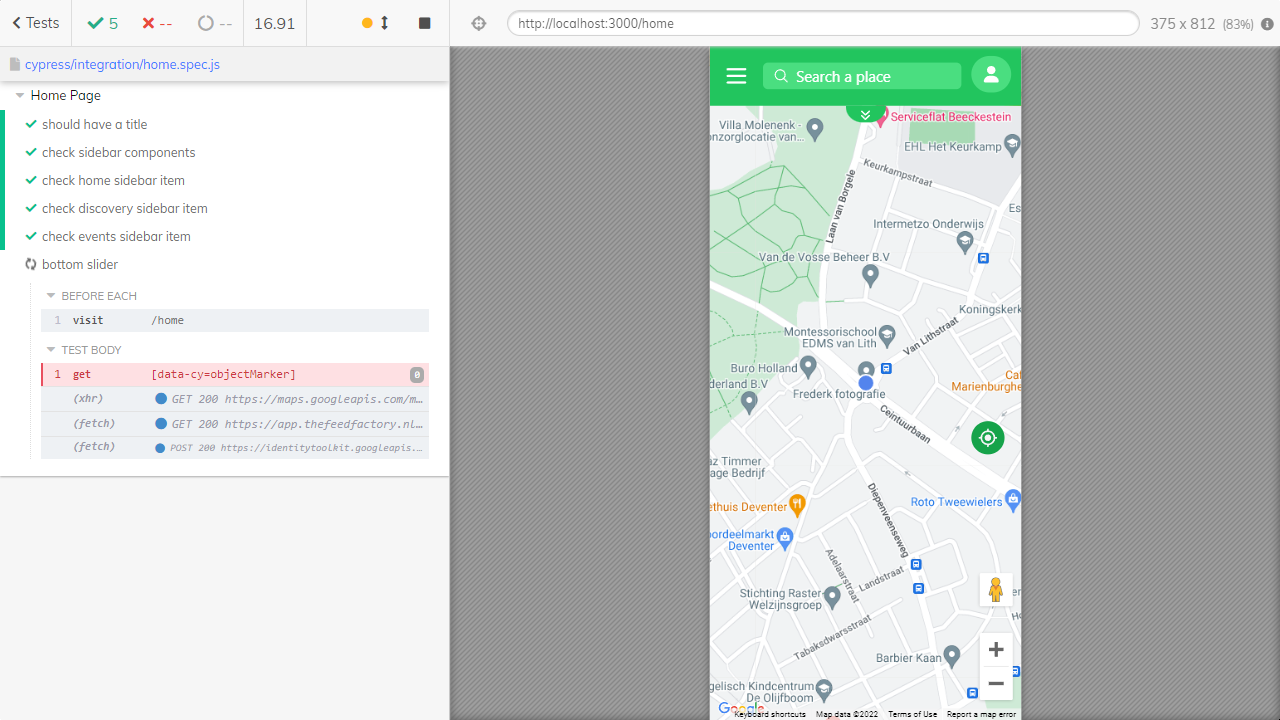 Tests
5
--
--
16.91
http://localhost:3000/home
375 x 812 (83%)
cypress/integration/home.spec.js
Home Page
should have a title
check sidebar components
check home sidebar item
check discovery sidebar item
check events sidebar item
bottom slider
BEFORE EACH
1 visit /home
TEST BODY
1 get [data-cy=objectMarker]
0
(xhr) GET 200 https://maps.googleapis.com/m...
(fetch) GET 200 https://app.thefeedfactory.nl...
(fetch) POST 200 https://identitytoolkit.googleapis....
Search a place
Serviceflat Beeckestein
Villa Molenenk -
onzorglocatie van...
EHL Het Keurkamp
Keurkampstraat
Laan van Borgele
Es
Intermetzo Onderwijs
Van de Vosse Beheer B.V
Koningskerk
Montessorischool
EDMS van Lith
Van Lithstraat
Buro Holland
derland B.V
Frederk fotografie
Caf
Marienburghe
Ceintuurbaan
az Timmer
age Bedrijf
Diepenveenseweg
Roto Tweewielers
ethuis Deventer
oordeelmarkt
Deventer
Adelaarstraat
Landstraat
Stichting Raster-
Welzijnsgroep
Tabaksdwarsstraat
Barbier Kaan
gelisch Kindcentrum
De Olijfboom
Google
Keyboard shortcuts
Map data ©2022
Terms of Use
Report a map error